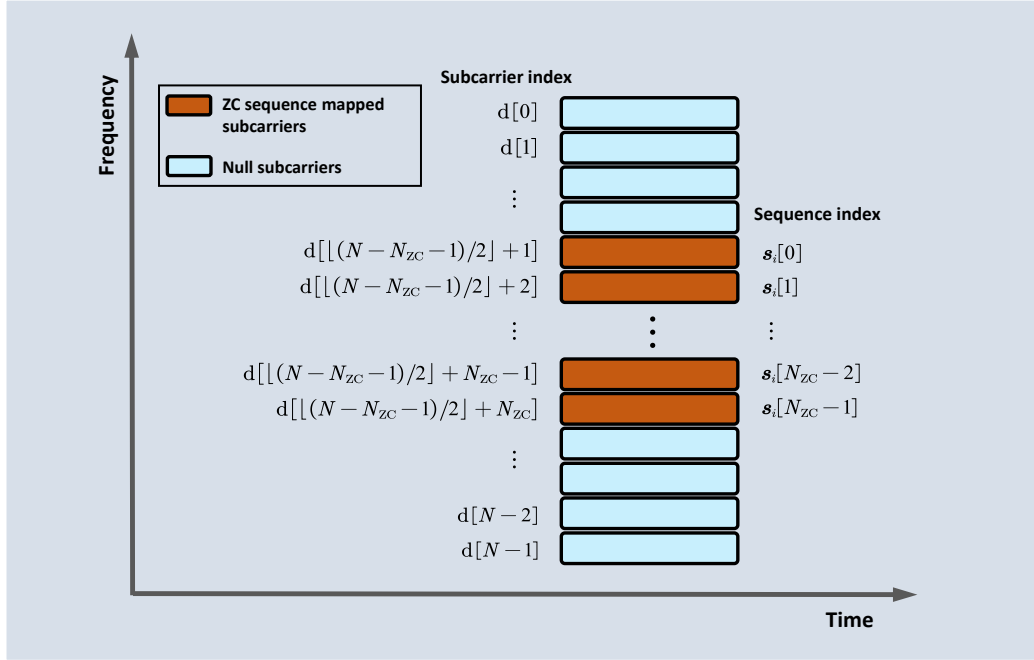 Frequency
Subcarrier index
ZC sequence mapped
subcarriers
Null subcarriers
d[0]
d[1]
⋮
Sequence index
d[⌊(N − N_ZC − 1)/2⌋ + 1]
s_i[0]
d[⌊(N − N_ZC − 1)/2⌋ + 2]
s_i[1]
⋮ ⋮ ⋮
d[⌊(N − N_ZC − 1)/2⌋ + N_ZC − 1]
s_i[N_ZC − 2]
d[⌊(N − N_ZC − 1)/2⌋ + N_ZC]
s_i[N_ZC − 1]
⋮
d[N − 2]
d[N − 1]
Time